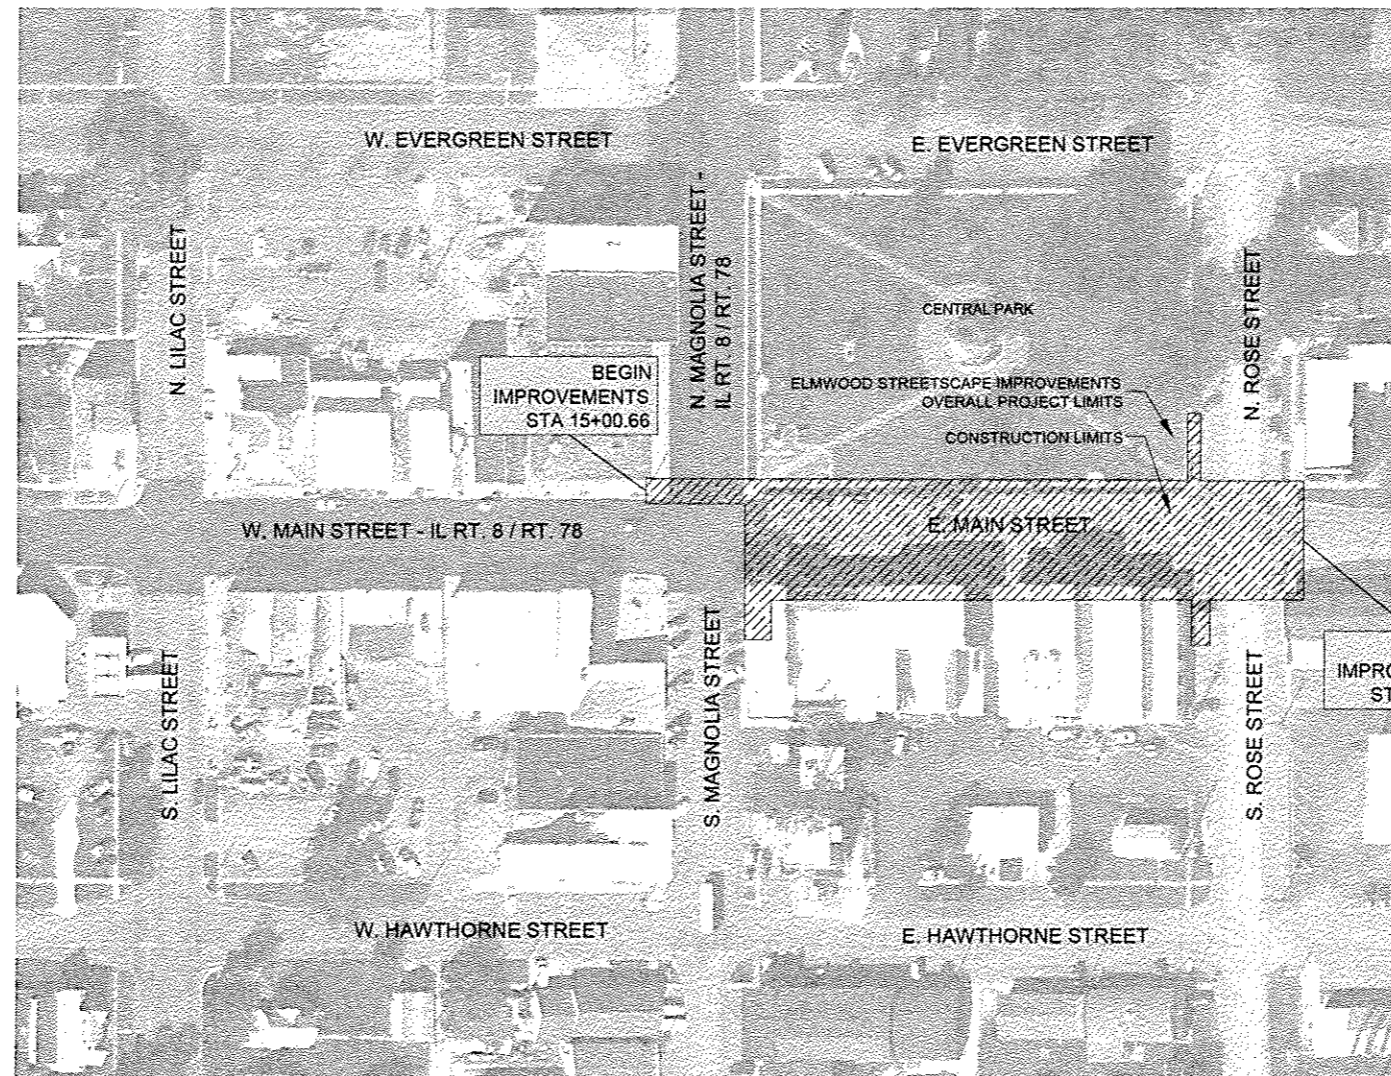 W. EVERGREEN STREET
E. EVERGREEN STREET
N. LILAC STREET
N. MAGNOLIA STREET -
IL RT. 8 / RT. 78
N. ROSE STREET
CENTRAL PARK
BEGIN
IMPROVEMENTS
STA 15+00.66
ELMWOOD STREETSCAPE IMPROVEMENTS
OVERALL PROJECT LIMITS
CONSTRUCTION LIMITS
W. MAIN STREET - IL RT. 8 / RT. 78
E. MAIN STREET
S. LILAC STREET
S. MAGNOLIA STREET
S. ROSE STREET
IMPRO
ST
W. HAWTHORNE STREET
E. HAWTHORNE STREET